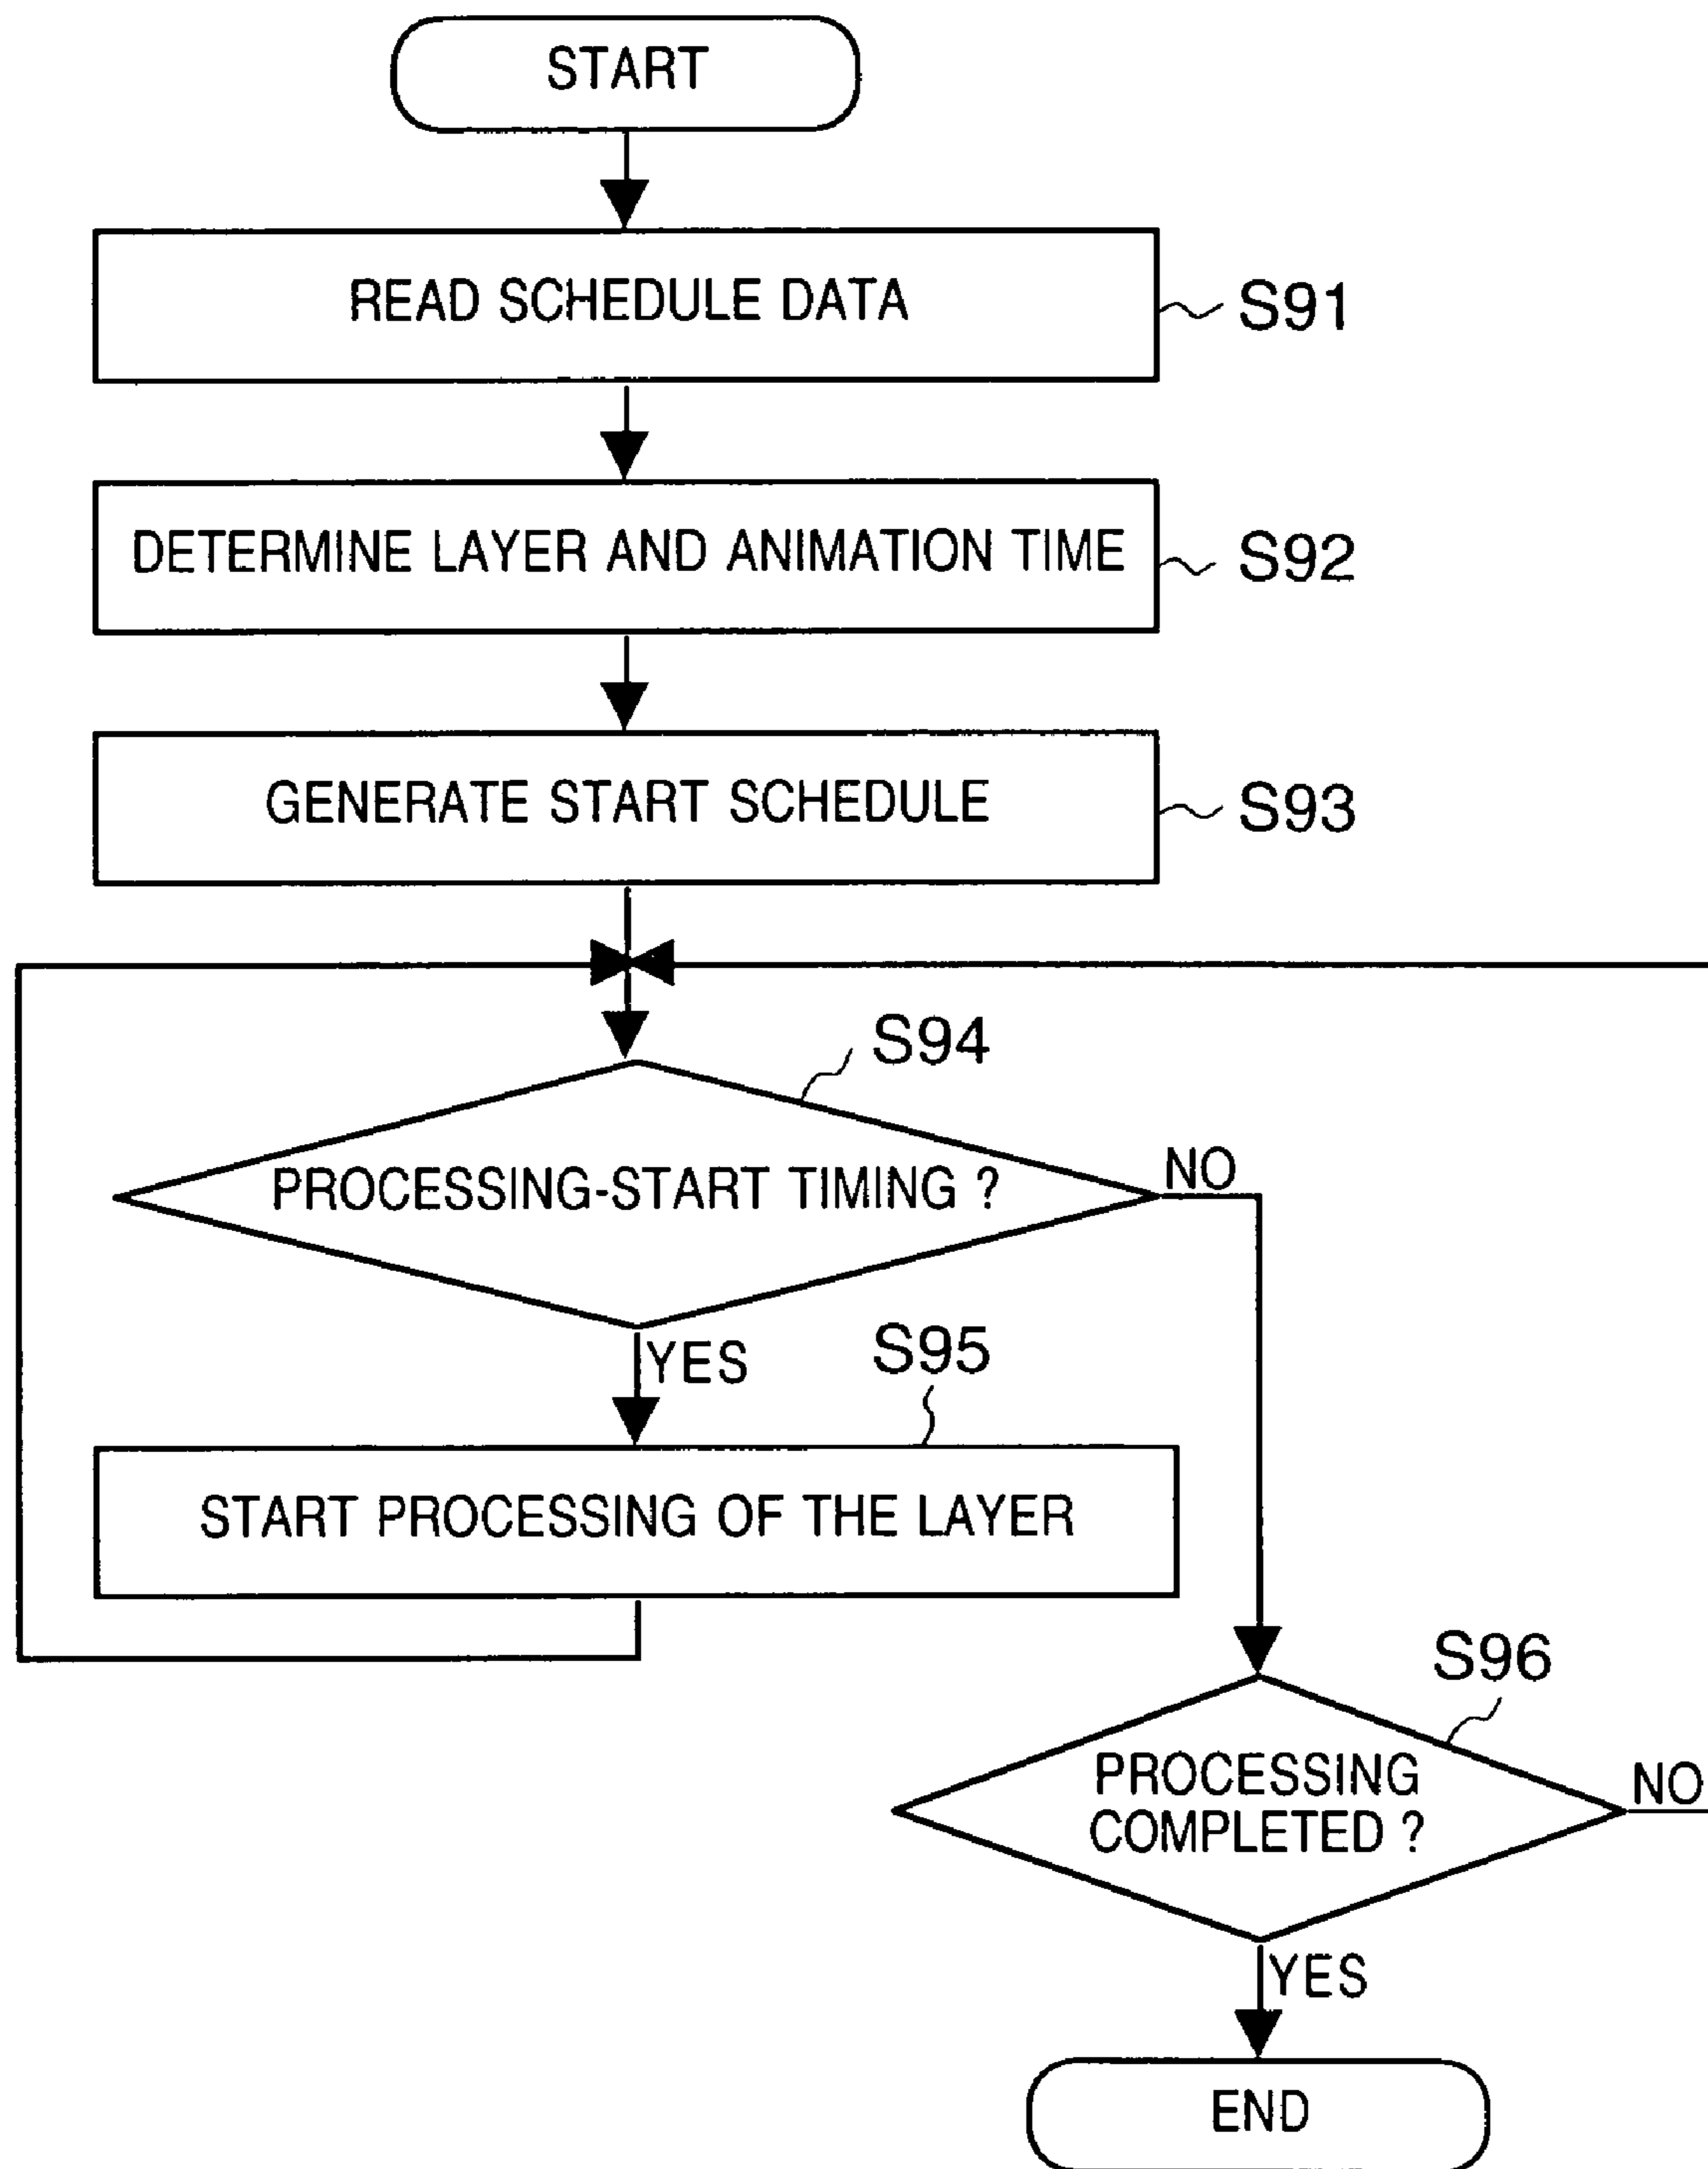 START
READ SCHEDULE DATA
S91
DETERMINE LAYER AND ANIMATION TIME
S92
GENERATE START SCHEDULE
S93
S94
PROCESSING-START TIMING ?
NO
YES
S95
START PROCESSING OF THE LAYER
S96
PROCESSING
COMPLETED ?
NO
YES
END